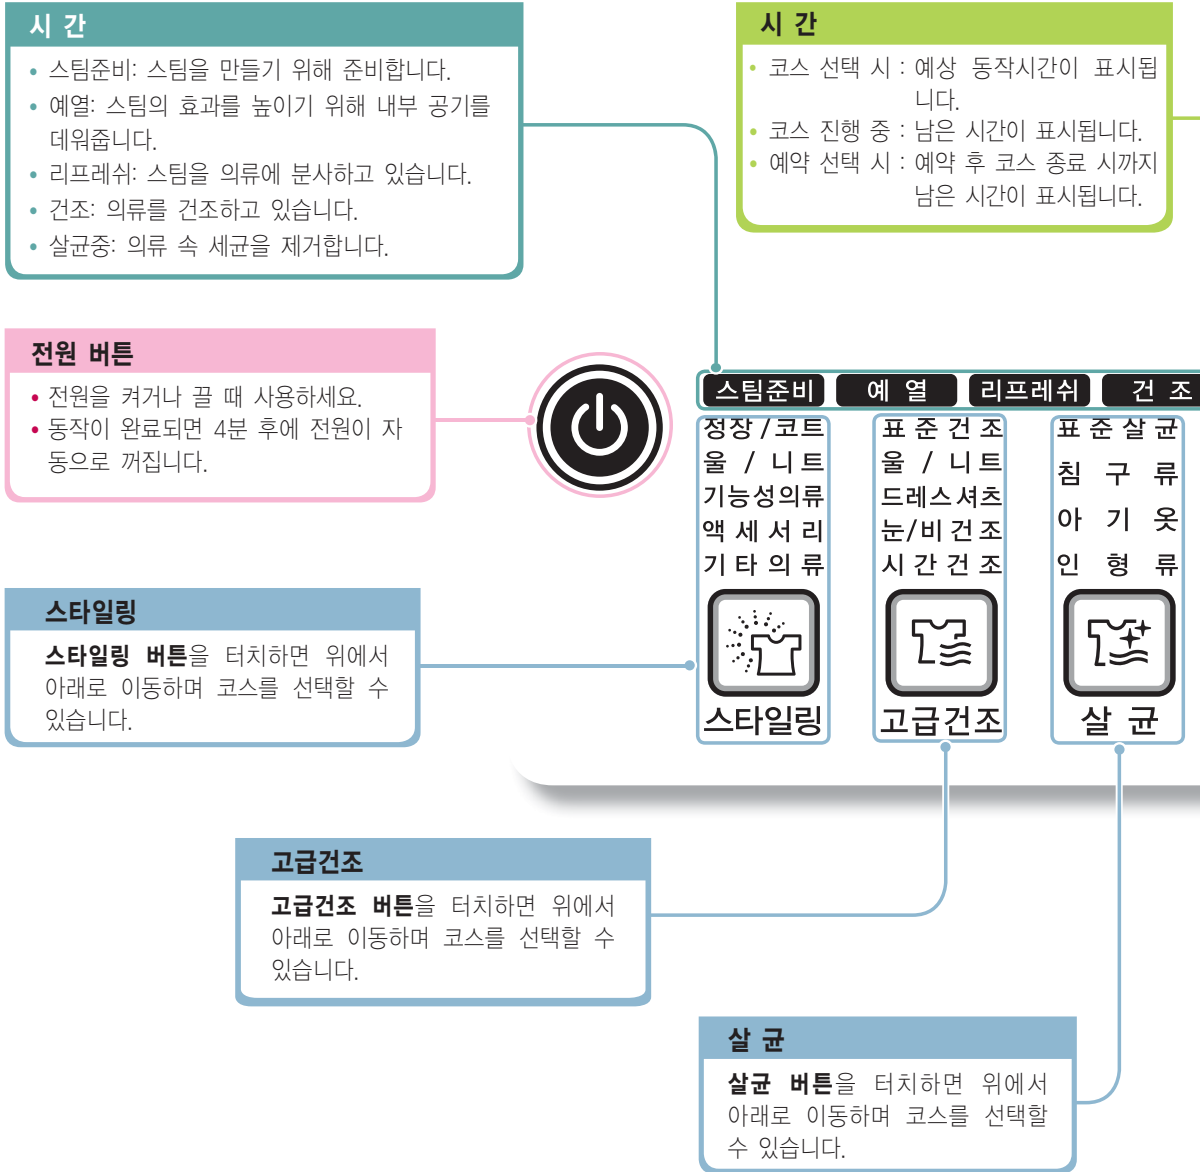 시 간
• 스팀준비: 스팀을 만들기 위해 준비합니다.
• 예열: 스팀의 효과를 높이기 위해 내부 공기를
데워줍니다.
• 리프레쉬: 스팀을 의류에 분사하고 있습니다.
• 건조: 의류를 건조하고 있습니다.
• 살균중: 의류 속 세균을 제거합니다.
시 간
• 코스 선택 시 : 예상 동작시간이 표시됩
니다.
• 코스 진행 중 : 남은 시간이 표시됩니다.
• 예약 선택 시 : 예약 후 코스 종료 시까지
남은 시간이 표시됩니다.
전원 버튼
• 전원을 켜거나 끌 때 사용하세요.
• 동작이 완료되면 4분 후에 전원이 자
동으로 꺼집니다.
스팀준비 예 열 리프레쉬 건 조
정장/코트
울 / 니트
기능성의류
액 세 서 리
기 타 의 류
스타일링
표 준 건 조
울 / 니트
드레스셔츠
눈/비 건조
시 간 건 조
고급건조
표 준 살 균
침 구 류
아 기 옷
인 형 류
살 균
스타일링
스타일링 버튼을 터치하면 위에서
아래로 이동하며 코스를 선택할 수
있습니다.
고급건조
고급건조 버튼을 터치하면 위에서
아래로 이동하며 코스를 선택할 수
있습니다.
살 균
살균 버튼을 터치하면 위에서
아래로 이동하며 코스를 선택할
수 있습니다.